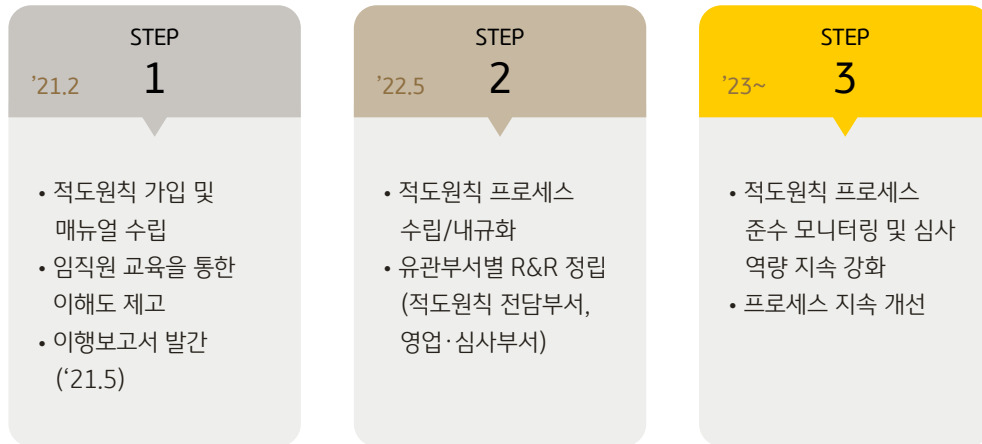 STEP
’21.2
1
• 적도원칙 가입 및
매뉴얼 수립
• 임직원 교육을 통한
이해도 제고
• 이행보고서 발간
(‘21.5)
STEP
’22.5
2
• 적도원칙 프로세스
수립/내규화
• 유관부서별 R&R 정립
(적도원칙 전담부서,
영업·심사부서)
STEP
’23~
3
• 적도원칙 프로세스
준수 모니터링 및 심사
역량 지속 강화
• 프로세스 지속 개선